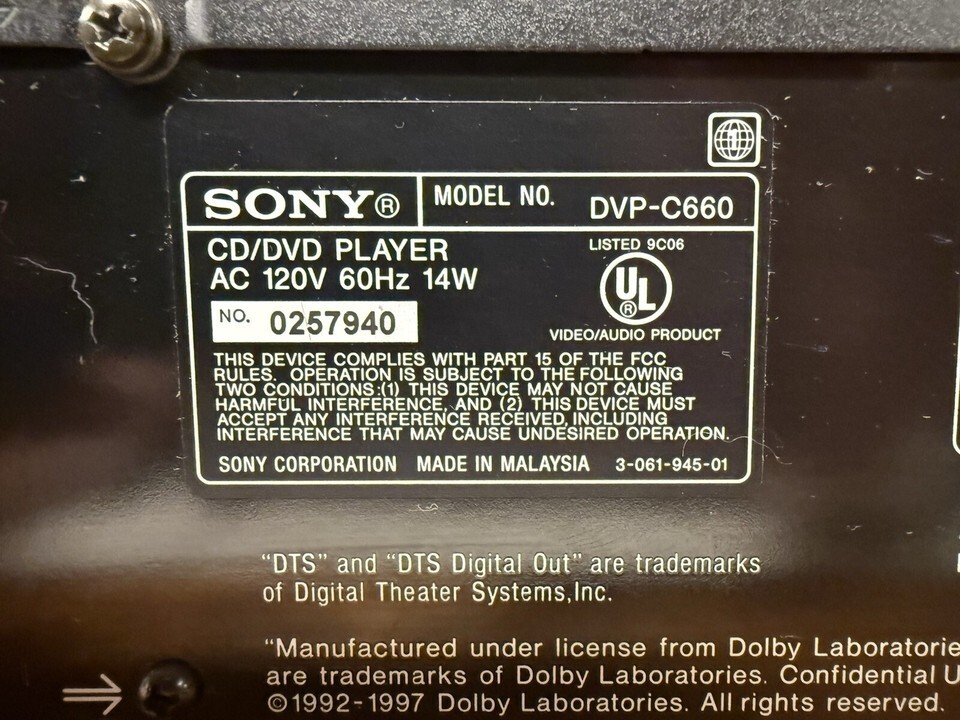 1
SONY® MODEL NO. DVP-C660
CD/DVD PLAYER
AC 120V 60Hz 14W
NO. 0257940
LISTED 9C06
UL®
VIDEO/AUDIO PRODUCT
THIS DEVICE COMPLIES WITH PART 15 OF THE FCC
RULES. OPERATION IS SUBJECT TO THE FOLLOWING
TWO CONDITIONS:(1) THIS DEVICE MAY NOT CAUSE
HARMFUL INTERFERENCE, AND (2) THIS DEVICE MUST
ACCEPT ANY INTERFERENCE RECEIVED, INCLUDING
INTERFERENCE THAT MAY CAUSE UNDESIRED OPERATION.
SONY CORPORATION MADE IN MALAYSIA 3-061-945-01
“DTS” and “DTS Digital Out” are trademarks
of Digital Theater Systems,Inc.
“Manufactured under license from Dolby Laboratorie
are trademarks of Dolby Laboratories. Confidential U
©1992-1997 Dolby Laboratories. All rights reserved.